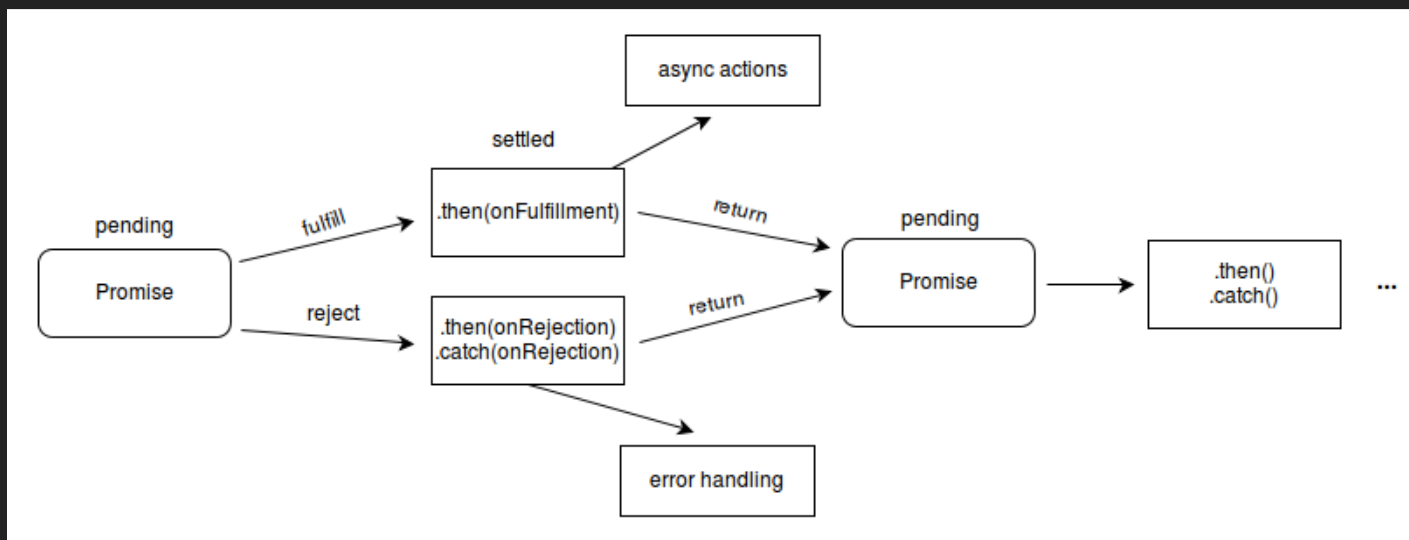 async actions
settled
.then(onFulfillment)
fulfill
return
pending
Promise
pending
Promise
.then()
.catch()
...
reject
.then(onRejection)
.catch(onRejection)
return
error handling